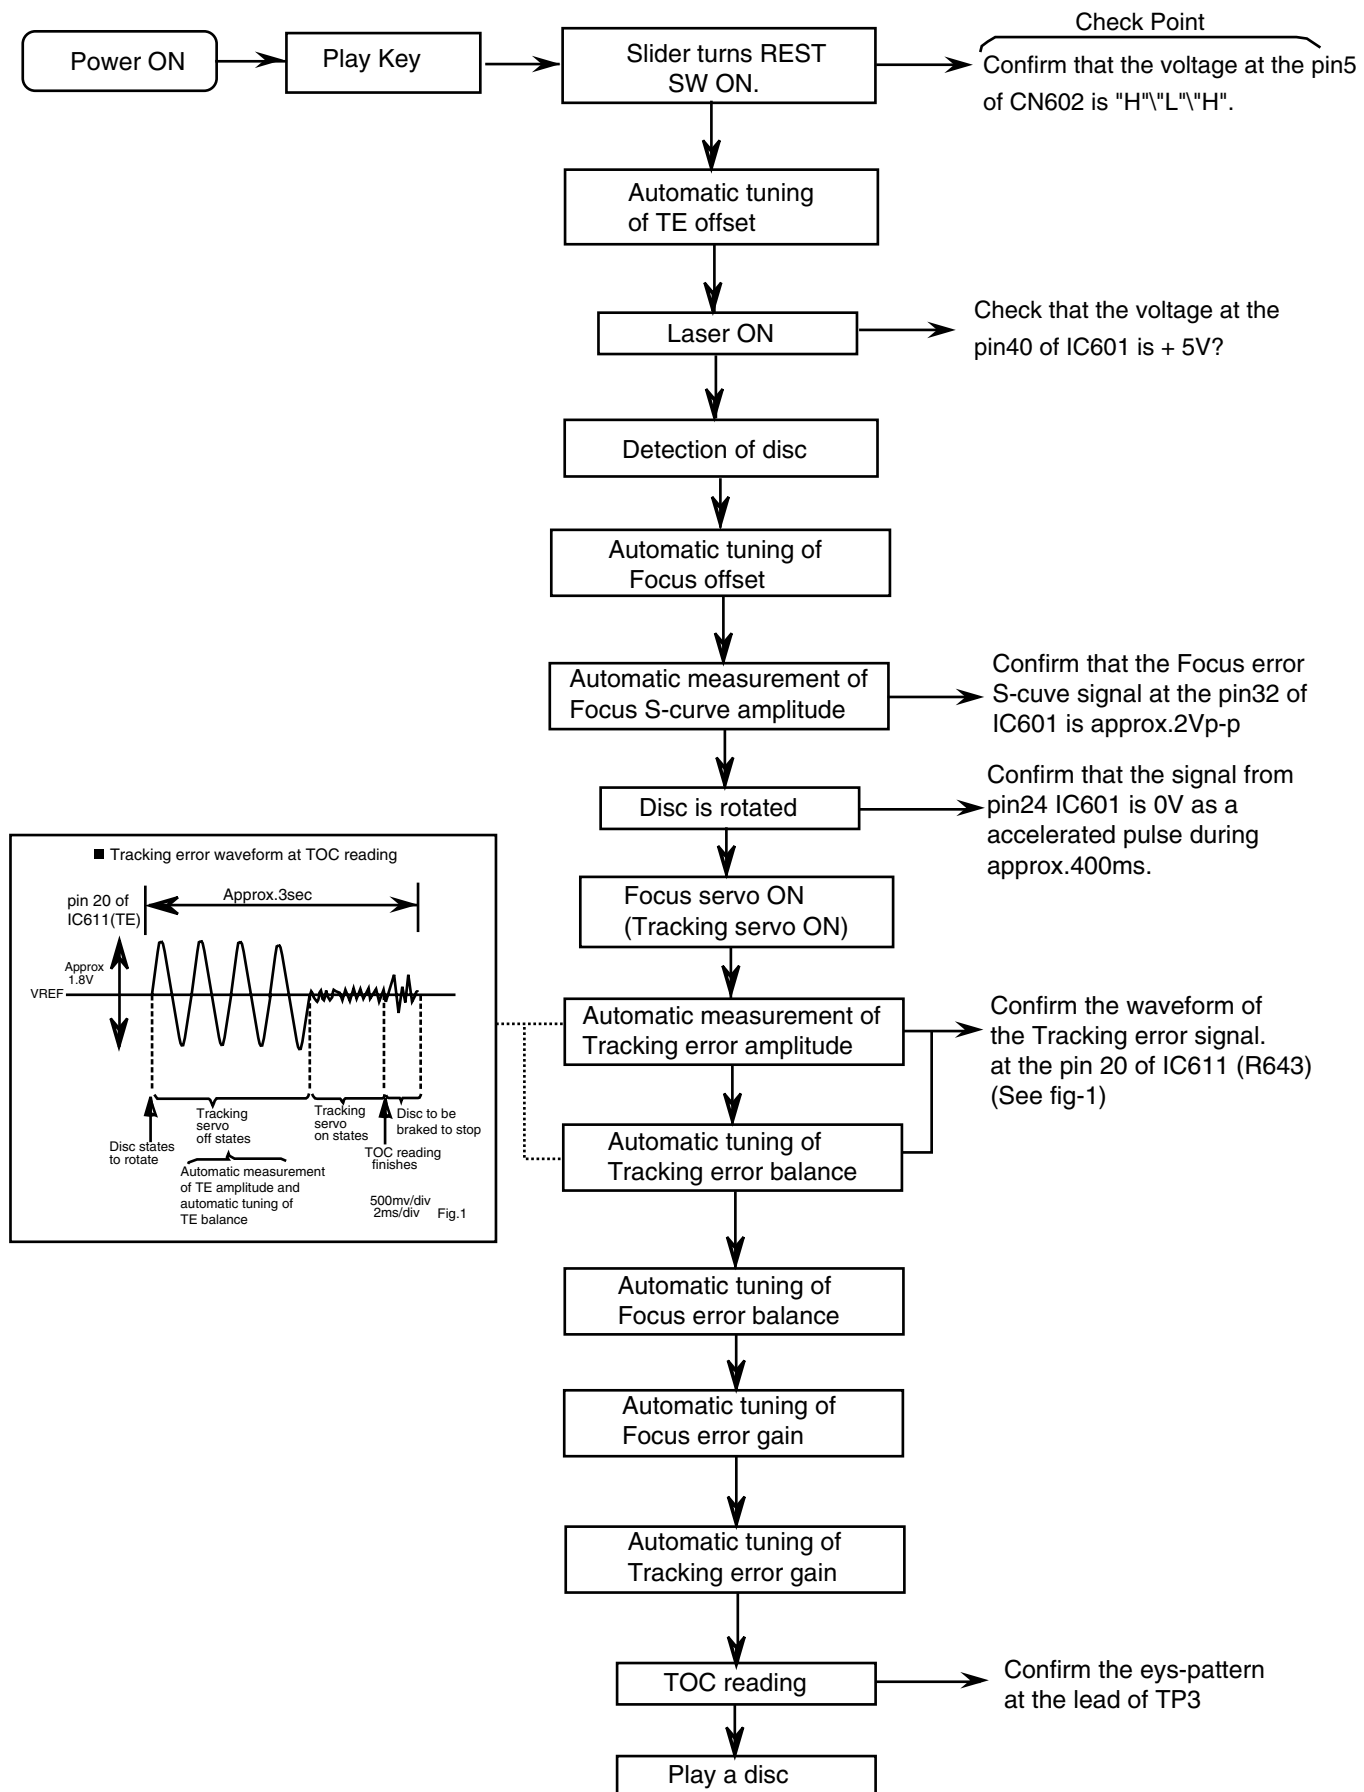 Check Point
Power ON
Play Key
Slider turns REST
SW ON.
Confirm that the voltage at the pin5
of CN602 is "H"\"L"\"H".
Automatic tuning
of TE offset
Laser ON
Check that the voltage at the
pin40 of IC601 is + 5V?
Detection of disc
Automatic tuning of
Focus offset
Automatic measurement of
Focus S-curve amplitude
Confirm that the Focus error
S-cuve signal at the pin32 of
IC601 is approx.2Vp-p
Disc is rotated
Confirm that the signal from
pin24 IC601 is 0V as a
accelerated pulse during
approx.400ms.
Focus servo ON
(Tracking servo ON)
■ Tracking error waveform at TOC reading
pin 20 of
IC611(TE)
Approx.3sec
Approx
1.8V
VREF
Disc states
to rotate
Tracking
servo
off states
Tracking
servo
on states
Disc to be
braked to stop
TOC reading
finishes
Automatic measurement
of TE amplitude and
automatic tuning of
TE balance
500mv/div
2ms/div
Fig.1
Automatic measurement of
Tracking error amplitude
Confirm the waveform of
the Tracking error signal.
at the pin 20 of IC611 (R643)
(See fig-1)
Automatic tuning of
Tracking error balance
Automatic tuning of
Focus error balance
Automatic tuning of
Focus error gain
Automatic tuning of
Tracking error gain
TOC reading
Confirm the eys-pattern
at the lead of TP3
Play a disc